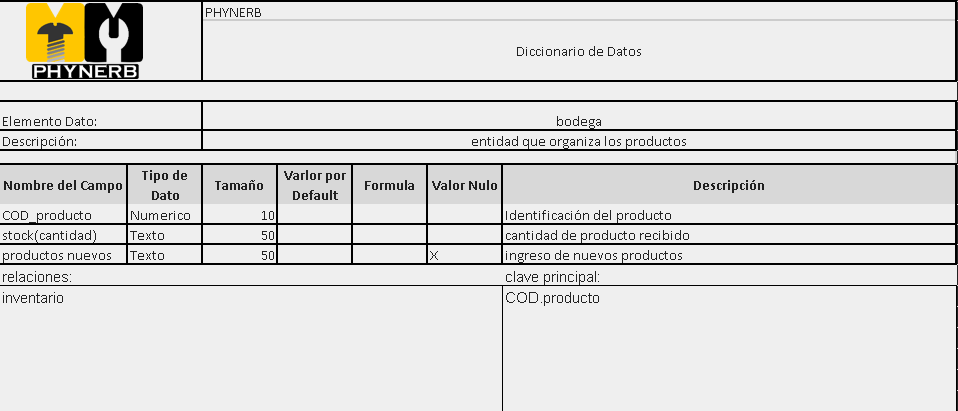 PHYNERB
PHYNERB
Diccionario de Datos
Elemento Dato: bodega
Descripción: entidad que organiza los productos
Nombre del Campo Tipo de Dato Tamaño Varlor por Default Formula Valor Nulo Descripción
COD_producto Numerico 10 Identificación del producto
stock(cantidad) Texto 50 cantidad de producto recibido
productos nuevos Texto 50 X ingreso de nuevos productos
relaciones: clave principal:
inventario COD.producto